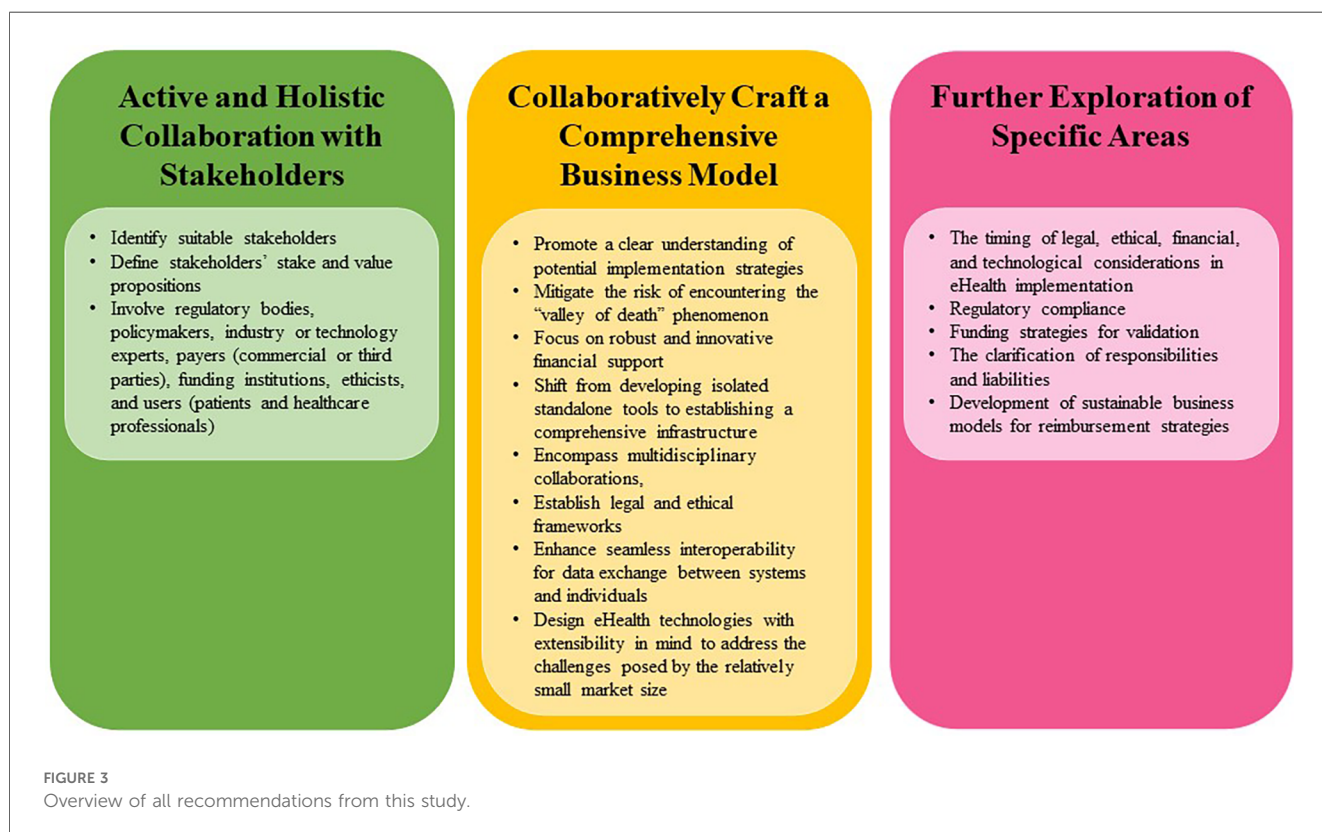 Active and Holistic
Collaboration with
Stakeholders
• Identify suitable stakeholders
• Define stakeholders' stake and value
propositions
• Involve regulatory bodies,
policymakers, industry or technology
experts, payers (commercial or third
parties), funding institutions, ethicists,
and users (patients and healthcare
professionals)
Collaboratively Craft a
Comprehensive
Business Model
• Promote a clear understanding of
potential implementation strategies
• Mitigate the risk of encountering the
“valley of death” phenomenon
• Focus on robust and innovative
financial support
• Shift from developing isolated
standalone tools to establishing a
comprehensive infrastructure
• Encompass multidisciplinary
collaborations,
• Establish legal and ethical
frameworks
• Enhance seamless interoperability
for data exchange between systems
and individuals
• Design eHealth technologies with
extensibility in mind to address the
challenges posed by the relatively
small market size
Further Exploration of
Specific Areas
• The timing of legal, ethical, financial,
and technological considerations in
eHealth implementation
• Regulatory compliance
• Funding strategies for validation
• The clarification of responsibilities
and liabilities
• Development of sustainable business
models for reimbursement strategies
FIGURE 3
Overview of all recommendations from this study.